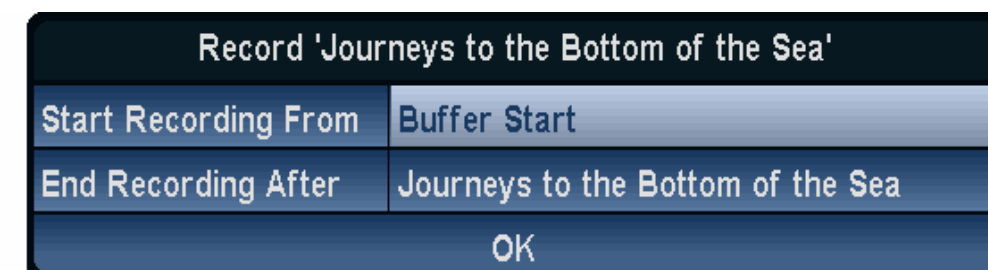 Record 'Journeys to the Bottom of the Sea'
Start Recording From Buffer Start
End Recording After Journeys to the Bottom of the Sea
OK